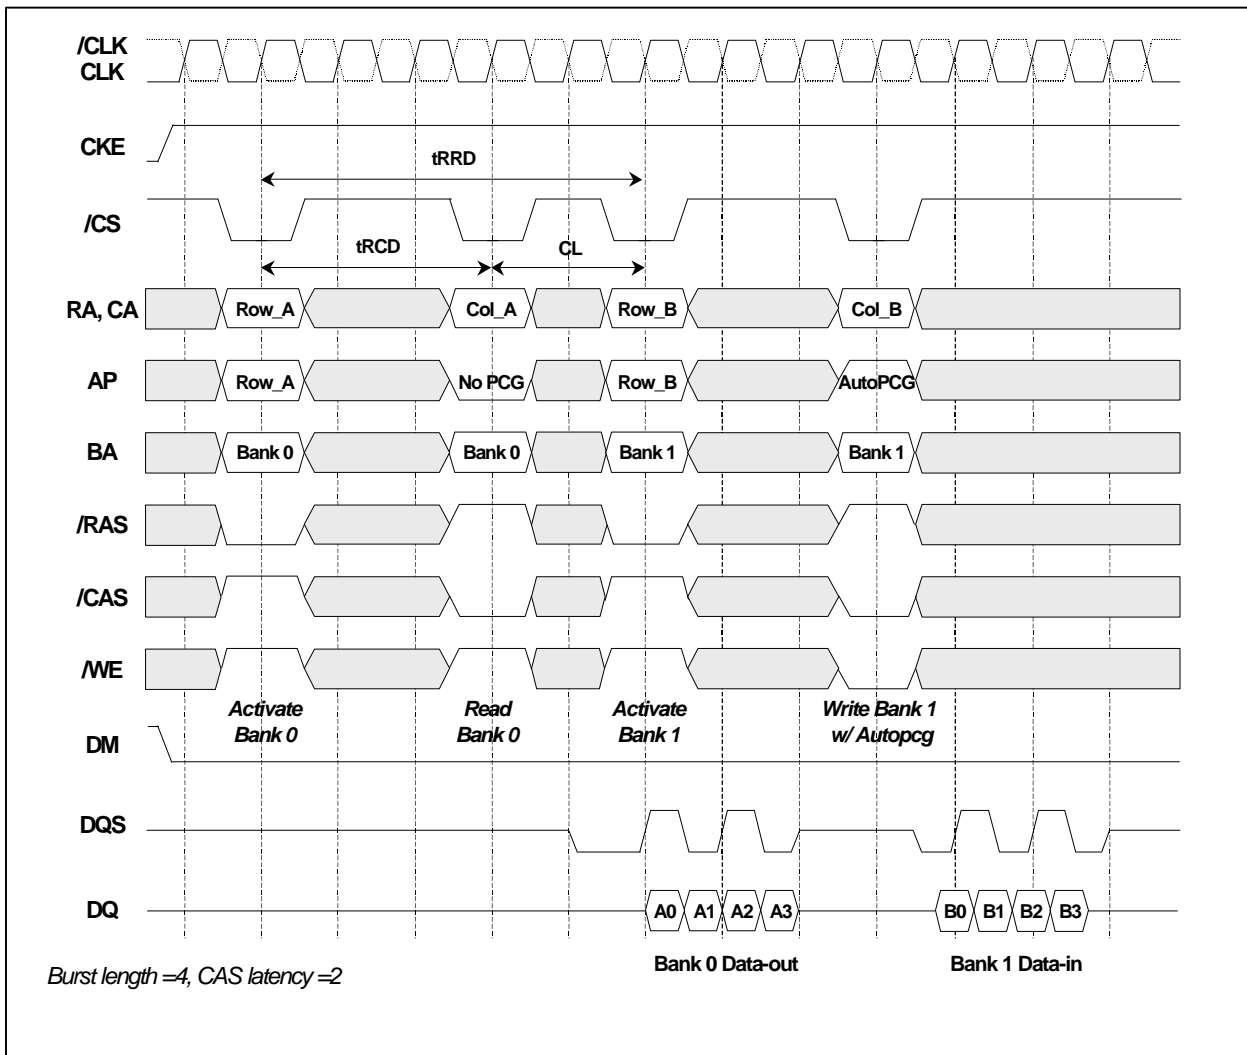 /CLK
CLK
CKE
tRRD
/CS
tRCD
CL
RA, CA
Row_A
Col_A
Row_B
Col_B
AP
Row_A
No PCG
Row_B
AutoPCG
BA
Bank 0
Bank 0
Bank 1
Bank 1
/RAS
/CAS
/WE
Activate
Bank 0
Read
Bank 0
Activate
Bank 1
Write Bank 1
w/ Autopcg
DM
DQS
DQ
A0
A1
A2
A3
B0
B1
B2
B3
Bank 0 Data-out
Bank 1 Data-in
Burst length =4, CAS latency =2